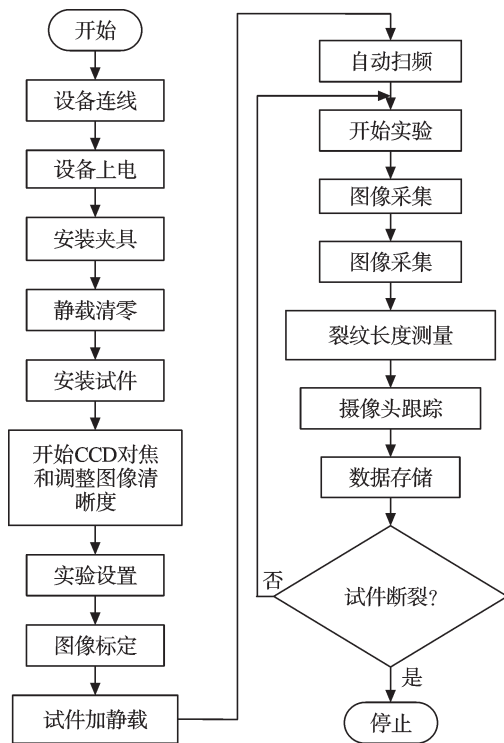 开始
设备连线
设备上电
安装夹具
静载清零
安装试件
开始CCD对焦
和调整图像清
晰度
实验设置
图像标定
试件加静载
自动扫频
开始实验
图像采集
图像采集
裂纹长度测量
摄像头跟踪
数据存储
试件断裂?
否
是
停止